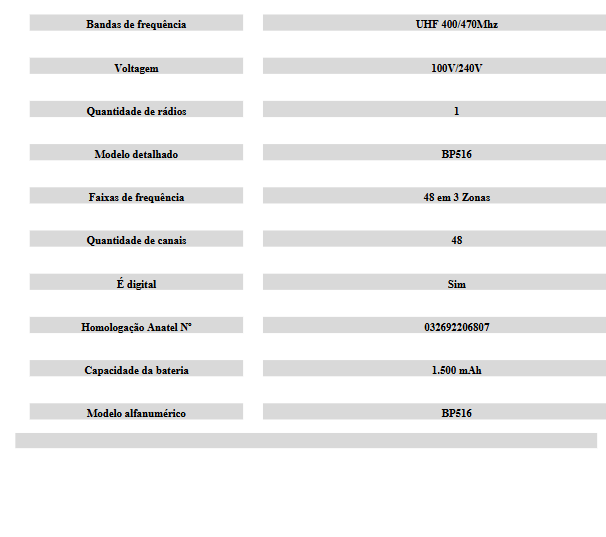 Bandas de frequência UHF 400/470Mhz
Voltagem 100V/240V
Quantidade de rádios 1
Modelo detalhado BP516
Faixas de frequência 48 em 3 Zonas
Quantidade de canais 48
É digital Sim
Homologação Anatel Nº 032692206807
Capacidade da bateria 1.500 mAh
Modelo alfanumérico BP516